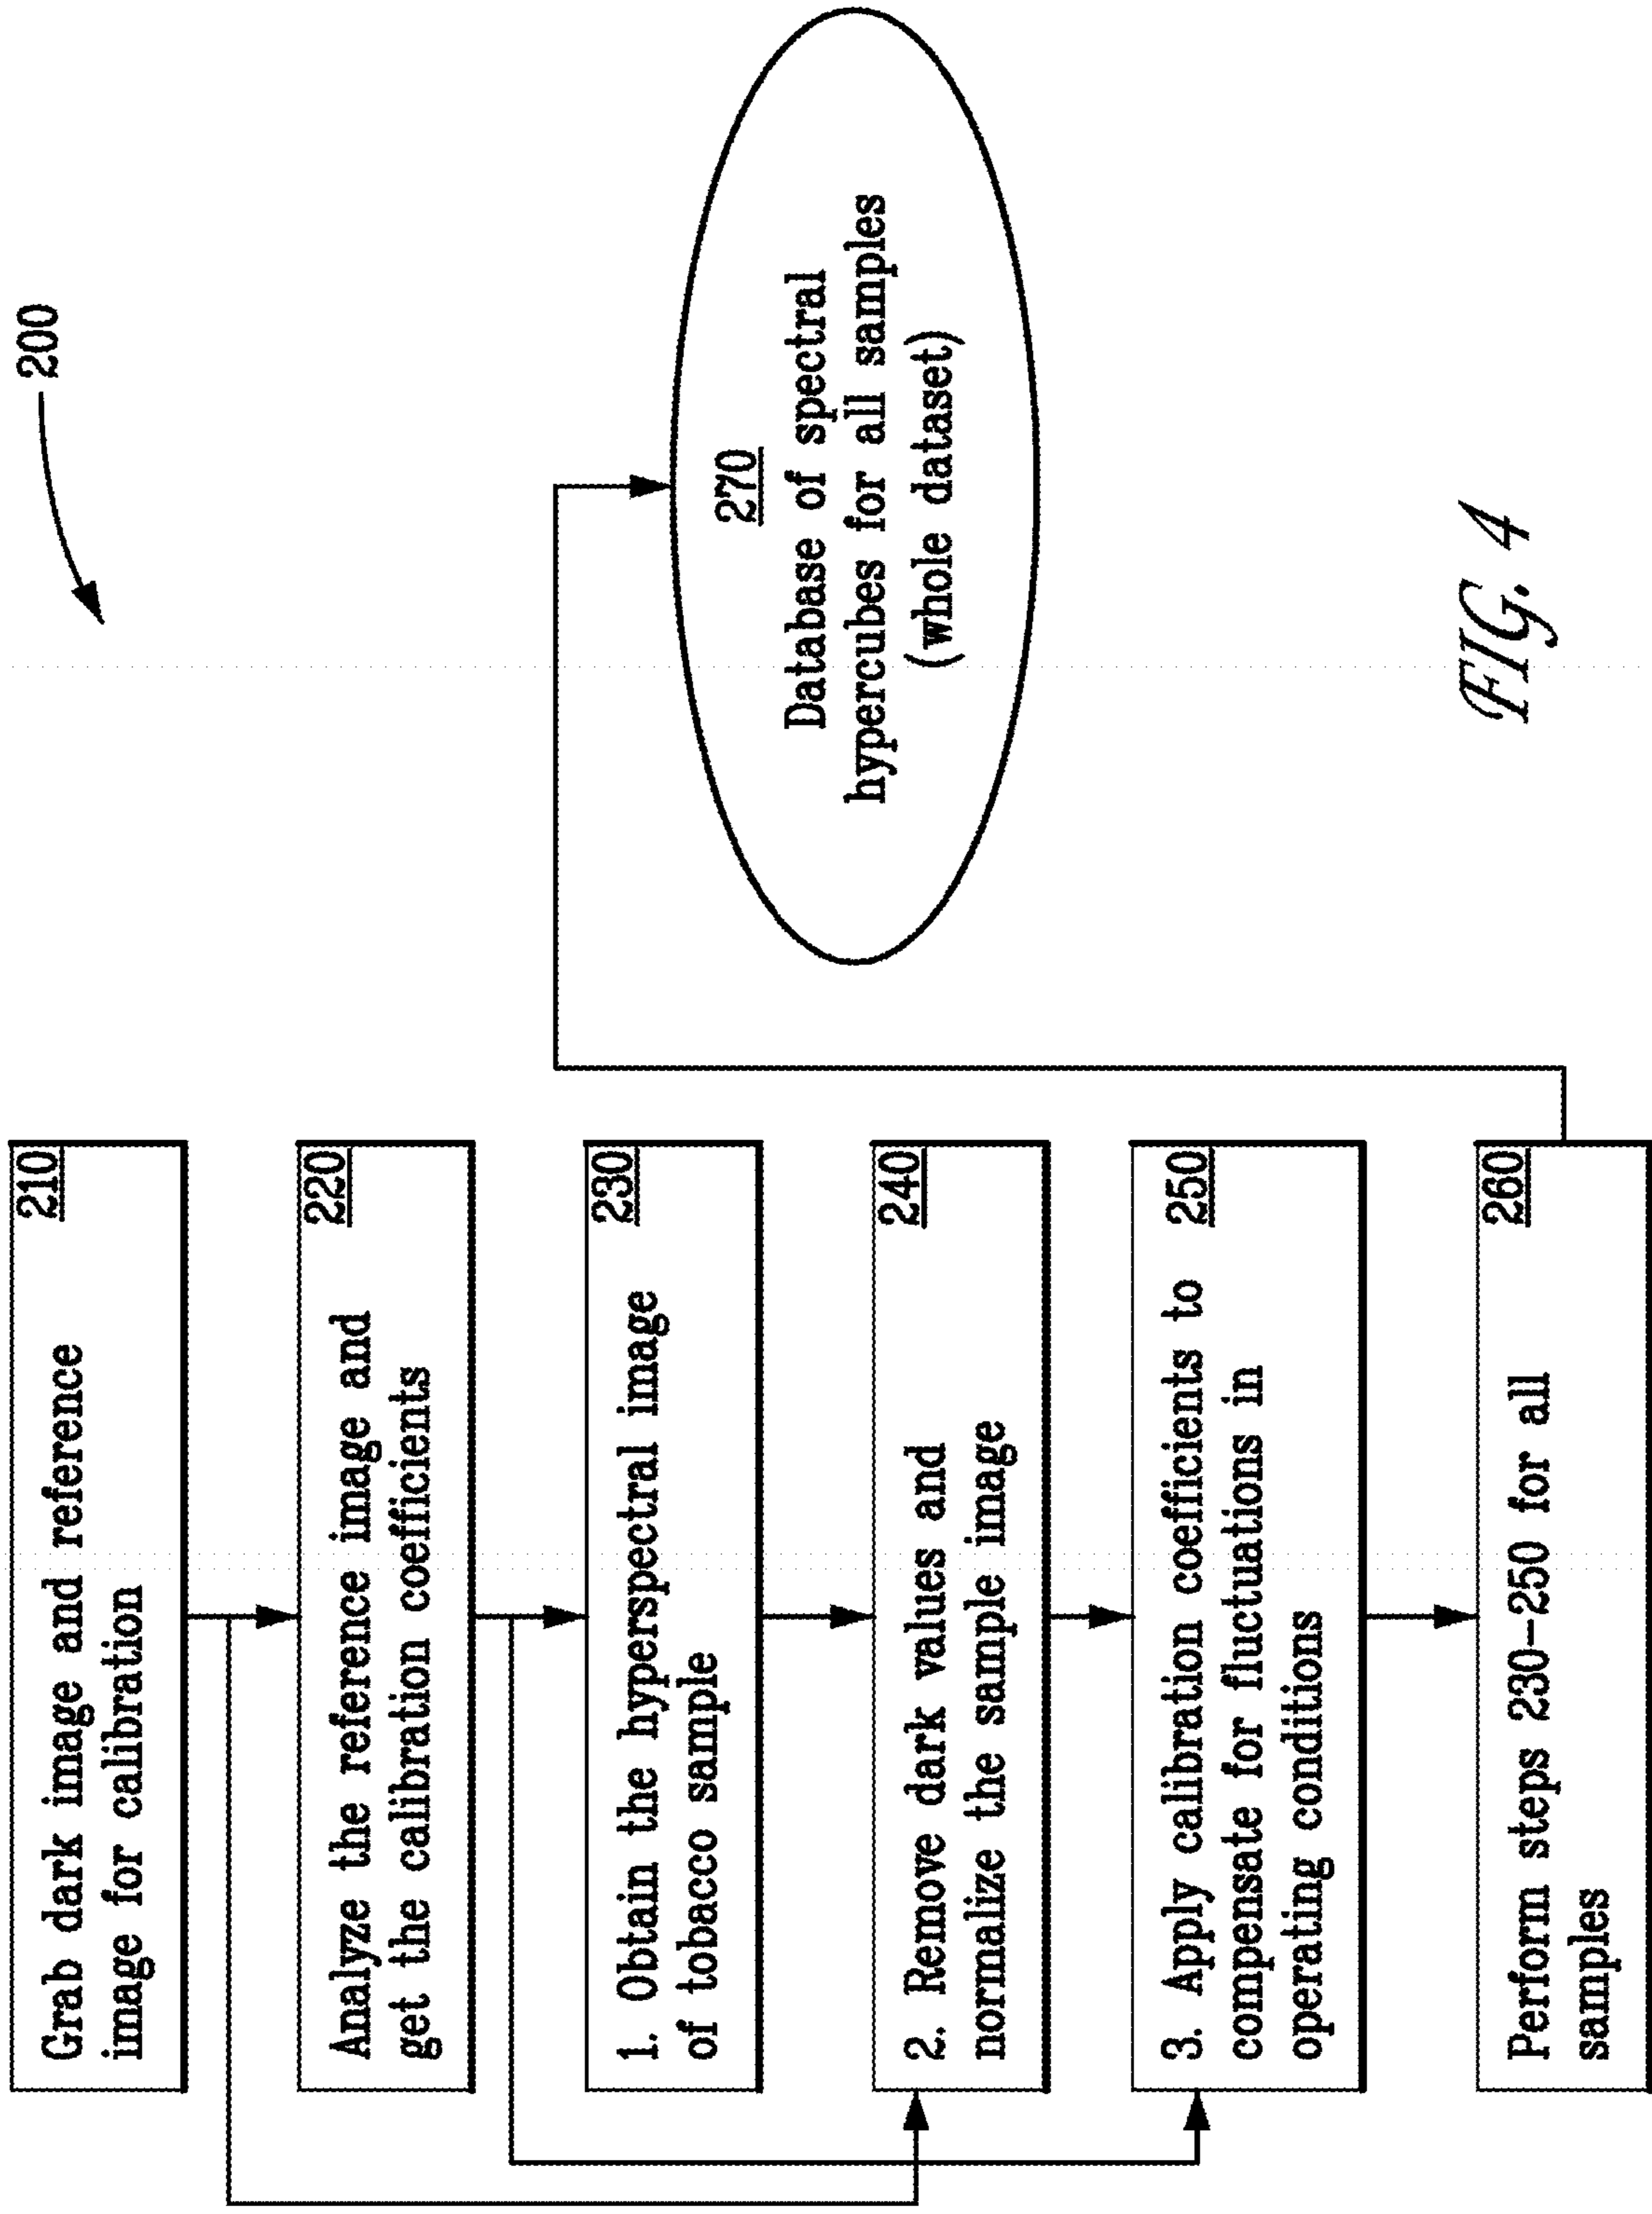 200
210
Grab dark image and reference
image for calibration
220
Analyze the reference image and
get the calibration coefficients
230
1. Obtain the hyperspectral image
of tobacco sample
240
2. Remove dark values and
normalize the sample image
250
3. Apply calibration coefficients to
compensate for fluctuations in
operating conditions
260
Perform steps 230-250 for all
samples
270
Database of spectral
hypercubes for all samples
(whole dataset)
FIG. 4